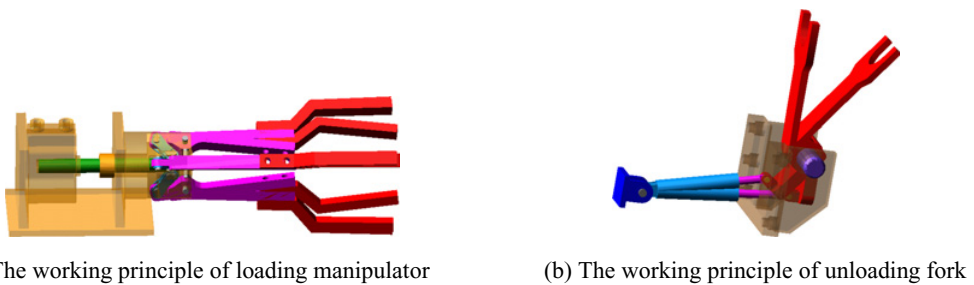 The working principle of loading manipulator
(b) The working principle of unloading fork